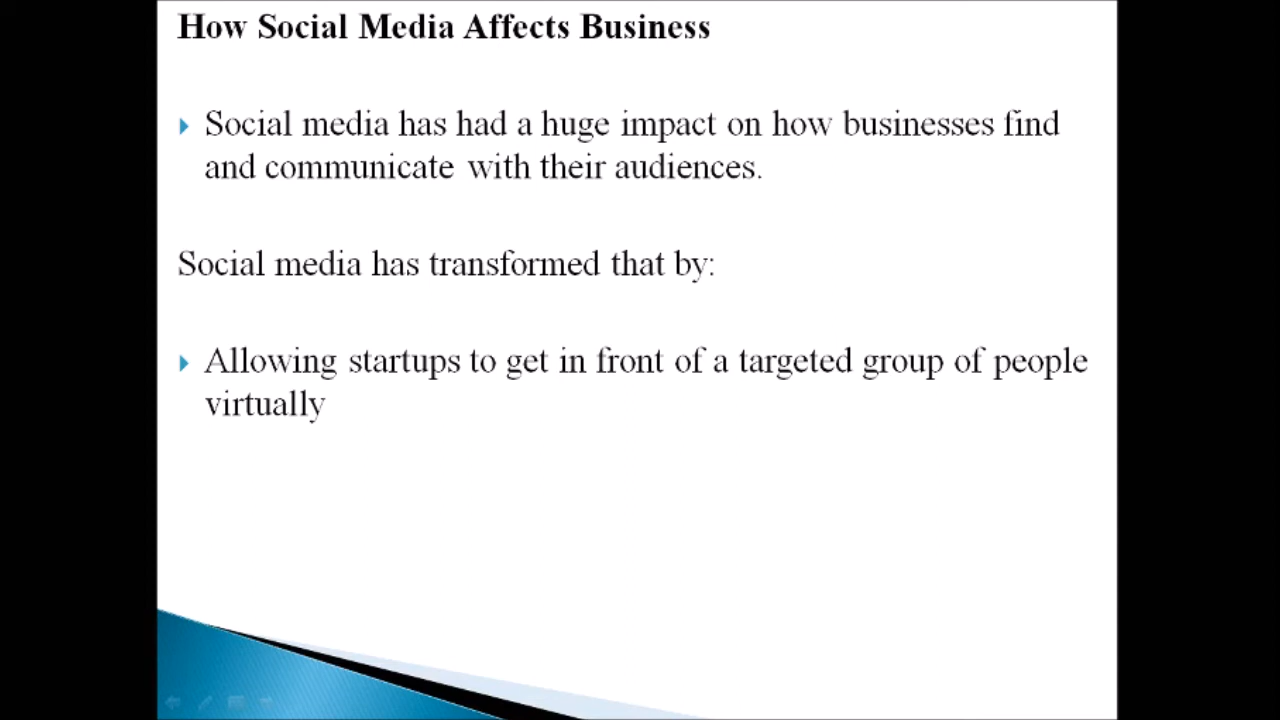 How Social Media Affects Business
Social media has had a huge impact on how businesses find
and communicate with their audiences.
Social media has transformed that by:
Allowing startups to get in front of a targeted group of people
virtually